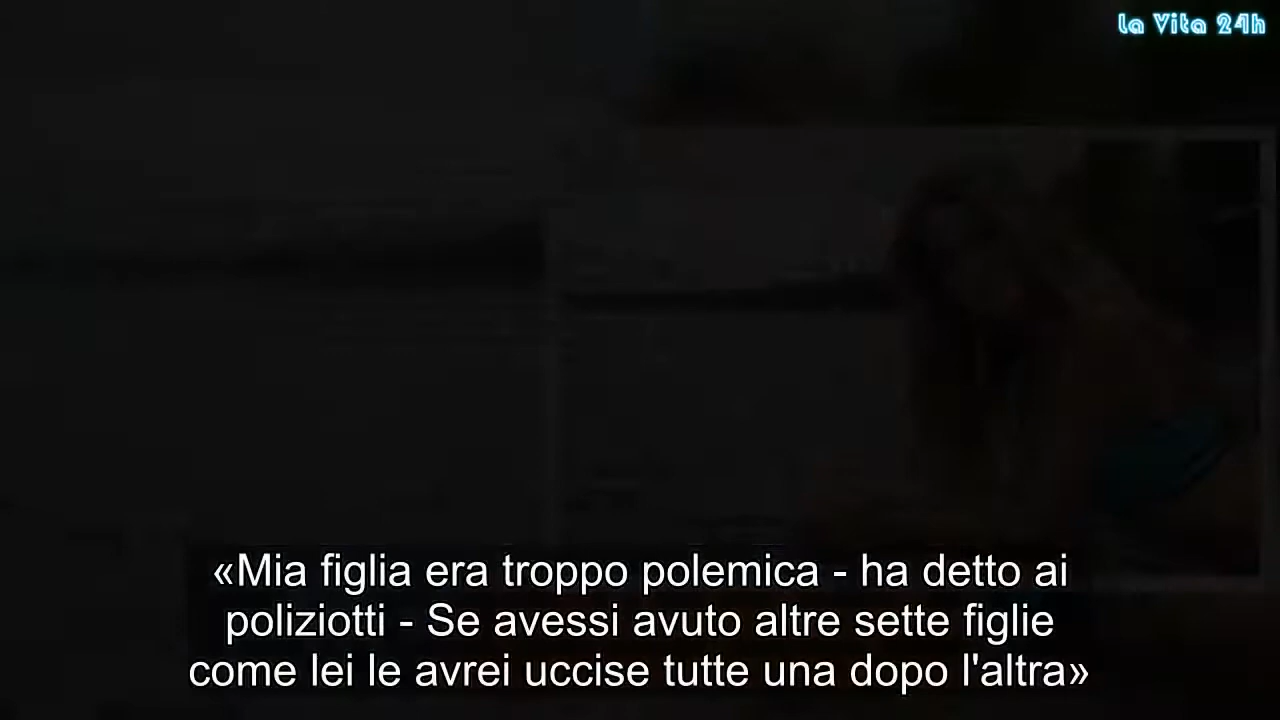 la Vita 24h
«Mia figlia era troppo polemica - ha detto ai
poliziotti - Se avessi avuto altre sette figlie
come lei le avrei uccise tutte una dopo l'altra»